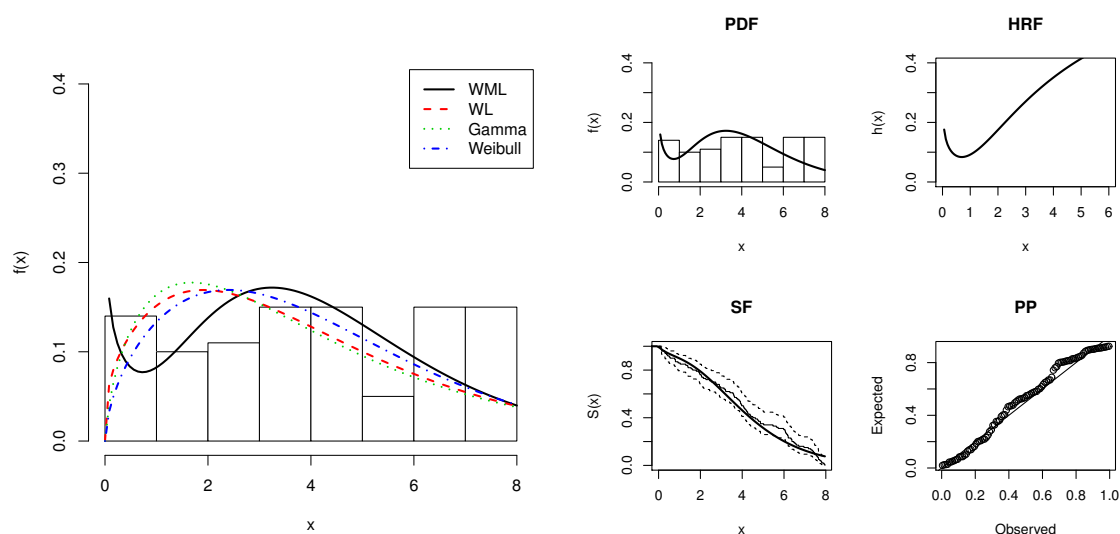 WML
WL
Gamma
Weibull
f(x)
0.0
0.1
0.2
0.3
0.4
0 2 4 6 8
x
PDF
f(x)
0.0 0.2 0.4
0 2 4 6 8
x
HRF
h(x)
0.0 0.2 0.4
0 1 2 3 4 5 6
x
SF
S(x)
0.0 0.4 0.8
0 2 4 6 8
x
PP
Expected
0.0 0.4 0.8
0.0 0.2 0.4 0.6 0.8 1.0
Observed